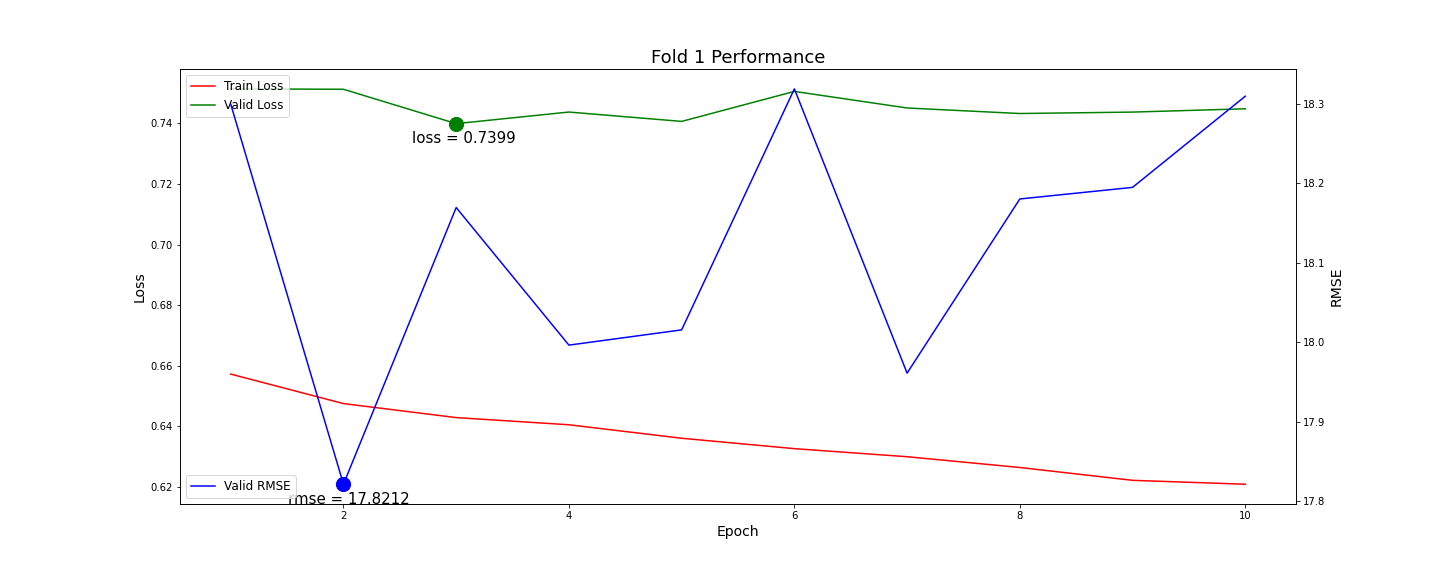 Fold 1 Performance
Train Loss
Valid Loss
0.74
0.72
0.70
0.68
0.66
0.64
0.62
Loss
loss = 0.7399
Valid RMSE
rmse = 17.8212
18.3
18.2
18.1
18.0
17.9
17.8
RMSE
2 4 6 8 10
Epoch